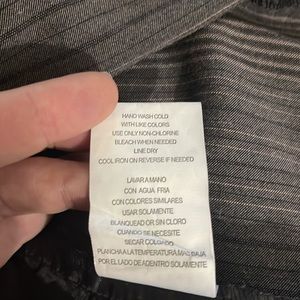 HAND WASH COLD
WITH LIKE COLORS
USE ONLY NON-CHLORINE
BLEACH WHEN NEEDED
LINE DRY
COOL IRON ON REVERSE IF NEEDED
LAVAR A MANO
CON AGUA FRIA
CON COLORES SIMILARES
USAR SOLAMENTE
BLANQUEAD OR SIN CLORO
CUANDO SE NECESITE
SECAR COLGADO
PLANCHA A LA TEMPERATURA MAS BAJA
POR EL LADO DE ADENTRO SOLAMENTE